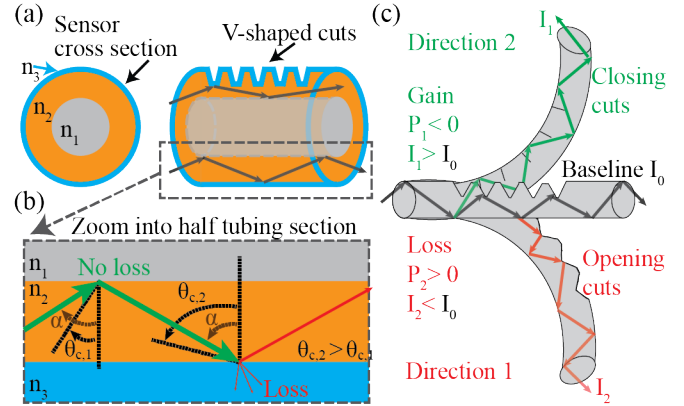 (a)
Sensor
cross section
V-shaped cuts
n3
n2
n1
(b)
Zoom into half tubing section
n1
n2
No loss
α
θc,1
θc,2
α
θc,2 > θc,1
n3
Loss
(c)
I1
Direction 2
Closing
cuts
Gain
P1 < 0
I1 > I0
Baseline I0
Loss
P2 > 0
I2 < I0
Opening
cuts
Direction 1
I2